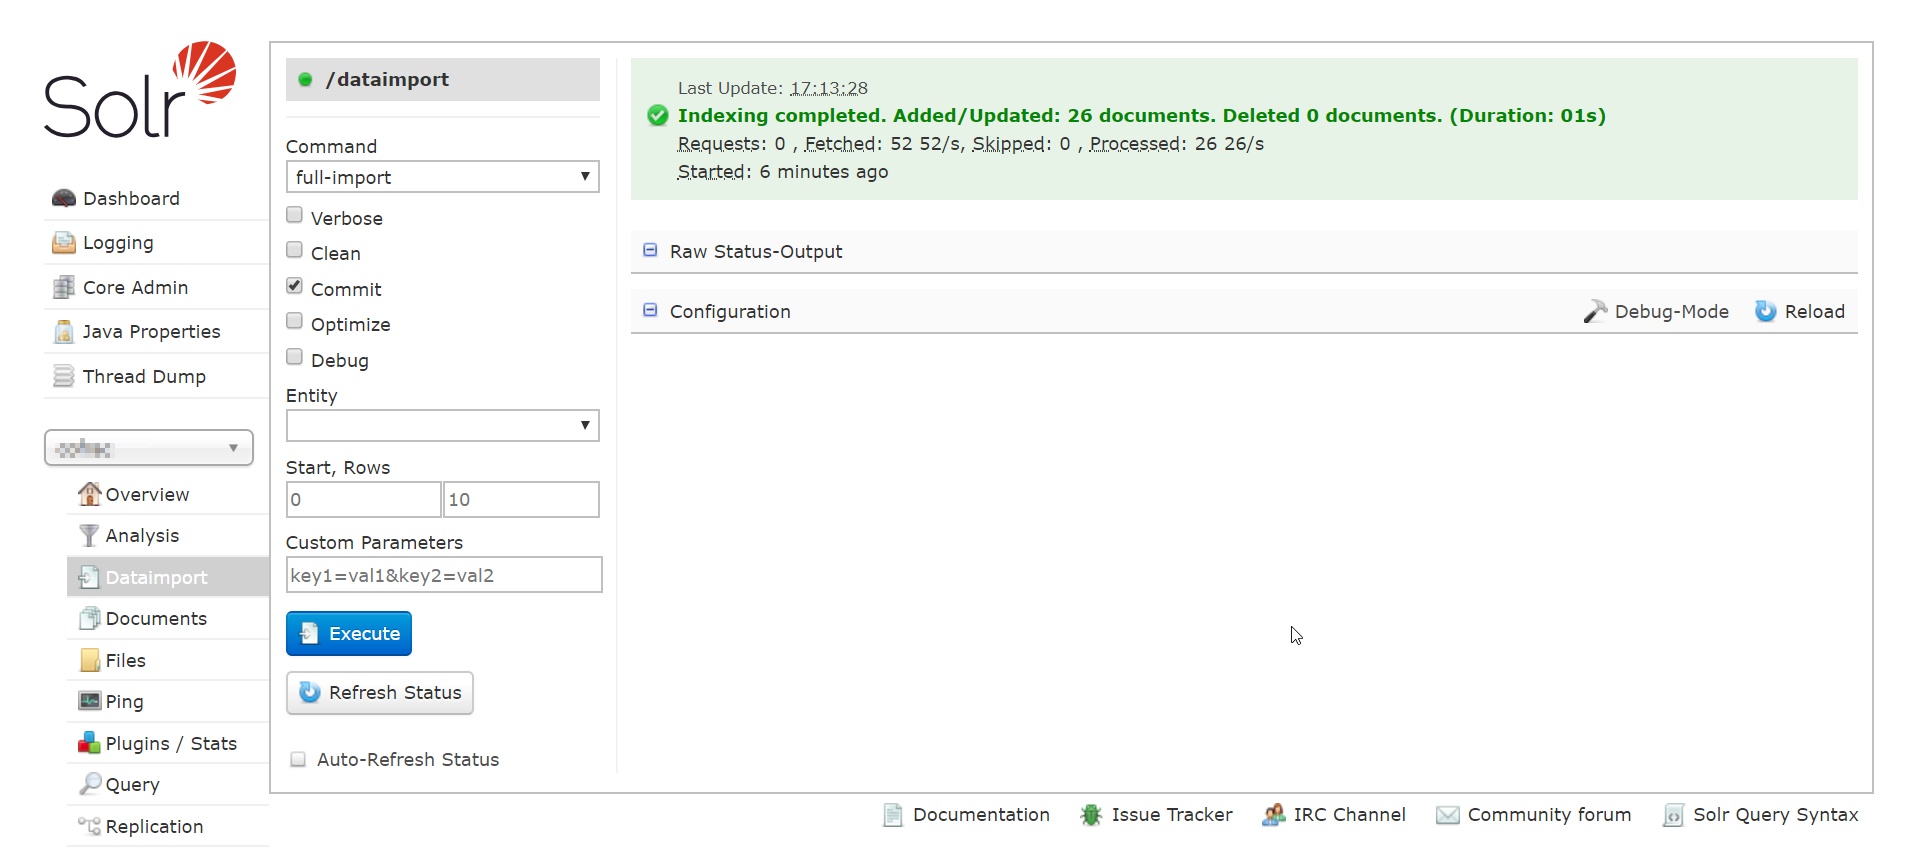 Solr
Dashboard
Logging
Core Admin
Java Properties
Thread Dump
Overview
Analysis
Dataimport
Documents
Files
Ping
Plugins / Stats
Query
Replication
/dataimport
Command
full-import
Verbose
Clean
Commit
Optimize
Debug
Entity
Start, Rows
0 10
Custom Parameters
key1=val1&key2=val2
Execute
Refresh Status
Auto-Refresh Status
Last Update: 17:13:28
Indexing completed. Added/Updated: 26 documents. Deleted 0 documents. (Duration: 01s)
Requests: 0 , Fetched: 52 52/s, Skipped: 0 , Processed: 26 26/s
Started: 6 minutes ago
Raw Status-Output
Configuration Debug-Mode Reload
Documentation Issue Tracker IRC Channel Community forum Solr Query Syntax